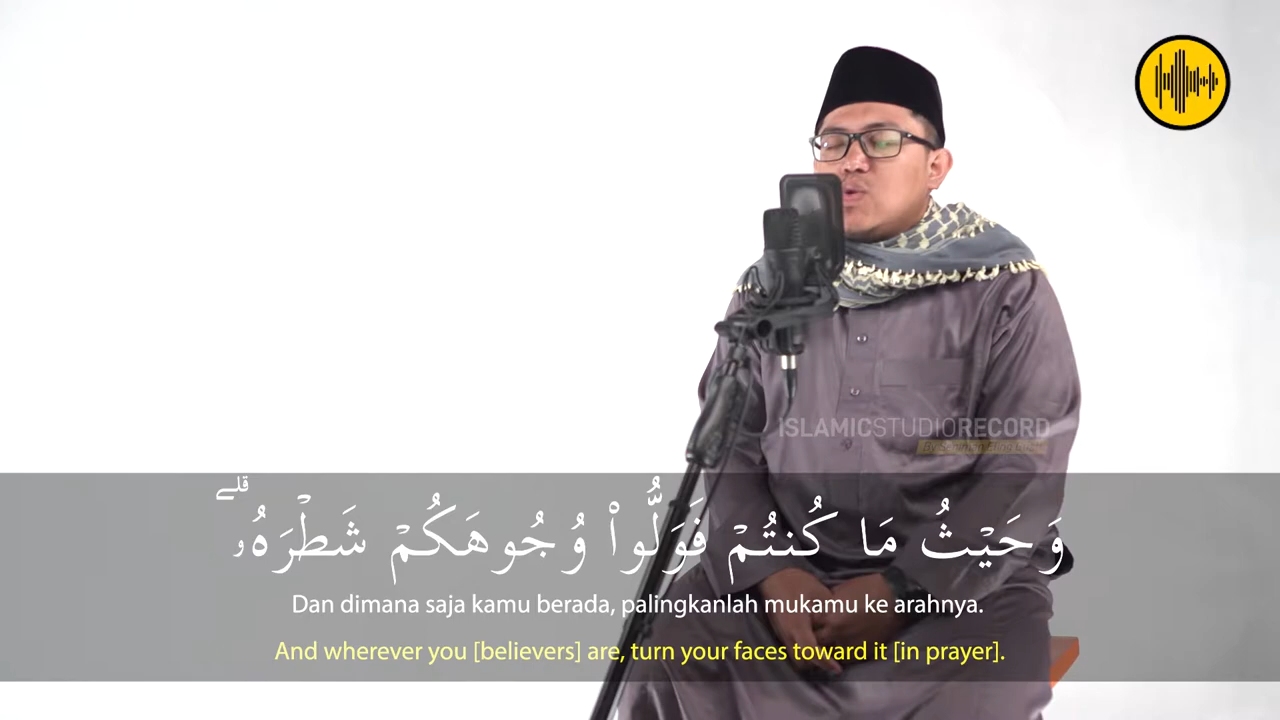 ISLAMICSTUDIORECORD
وَحَيْثُ مَا كُنتُمْ فَوَلُّوا۟ وُجُوهَكُمْ شَطْرَهُۥ ۗ
Dan dimana saja kamu berada, palingkanlah mukamu ke arahnya.
And wherever you [believers] are, turn your faces toward it [in prayer].